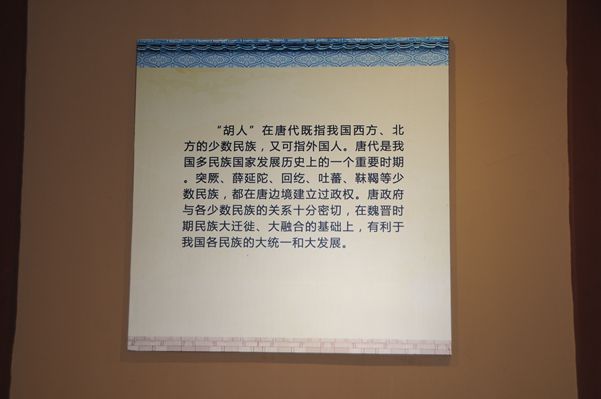 “胡人”在唐代既指我国西方、北
方的少数民族，又可指外国人。唐代是我
国多民族国家发展历史上的一个重要时期
。突厥、薛延陀、回纥、吐蕃、靺鞨等少
数民族，都在唐边境建立过政权。唐政府
与各少数民族的关系十分密切，在魏晋时
期民族大迁徙、大融合的基础上，有利于
我国各民族的大统一和大发展。